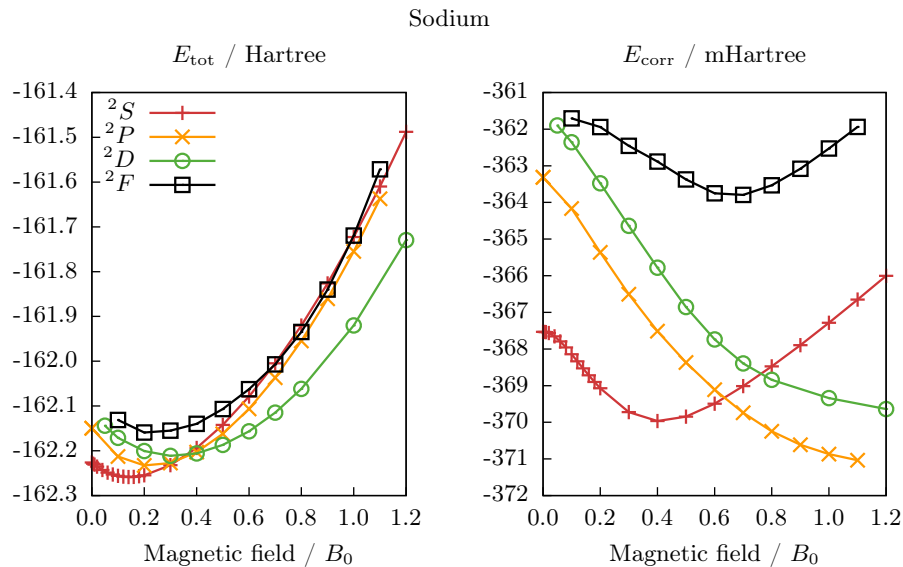 Sodium
E_tot / Hartree
E_corr / mHartree
-161.4
-161.5
-161.6
-161.7
-161.8
-161.9
-162.0
-162.1
-162.2
-162.3
²S
²P
²D
²F
0.0 0.2 0.4 0.6 0.8 1.0 1.2
Magnetic field / B₀
-361
-362
-363
-364
-365
-366
-367
-368
-369
-370
-371
-372
0.0 0.2 0.4 0.6 0.8 1.0 1.2
Magnetic field / B₀